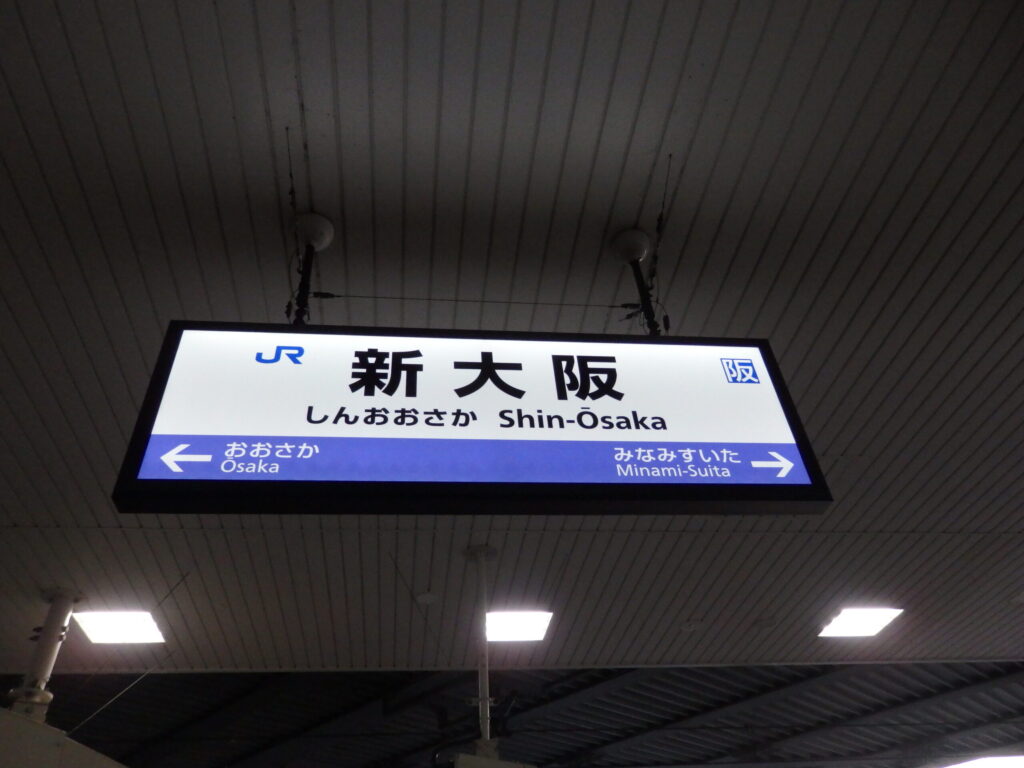 JR 新大阪 阪
しんおおさか Shin-Ōsaka
← おおさか みなみすいた →
Ōsaka Minami-Suita